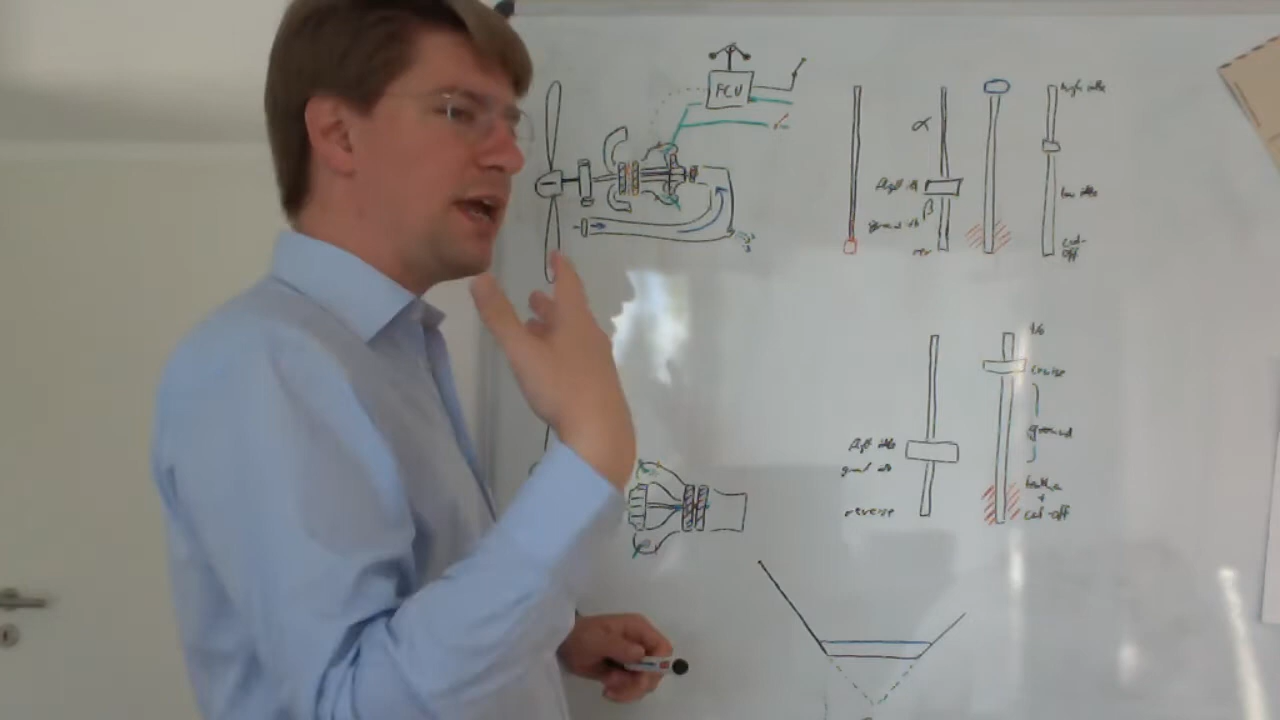 FCU
high idle
α
flight idle
β
low idle
ground idle
rev
cut-
off
cruise
flight idle
ground
ground idle
feather
+
reverse
cut-off